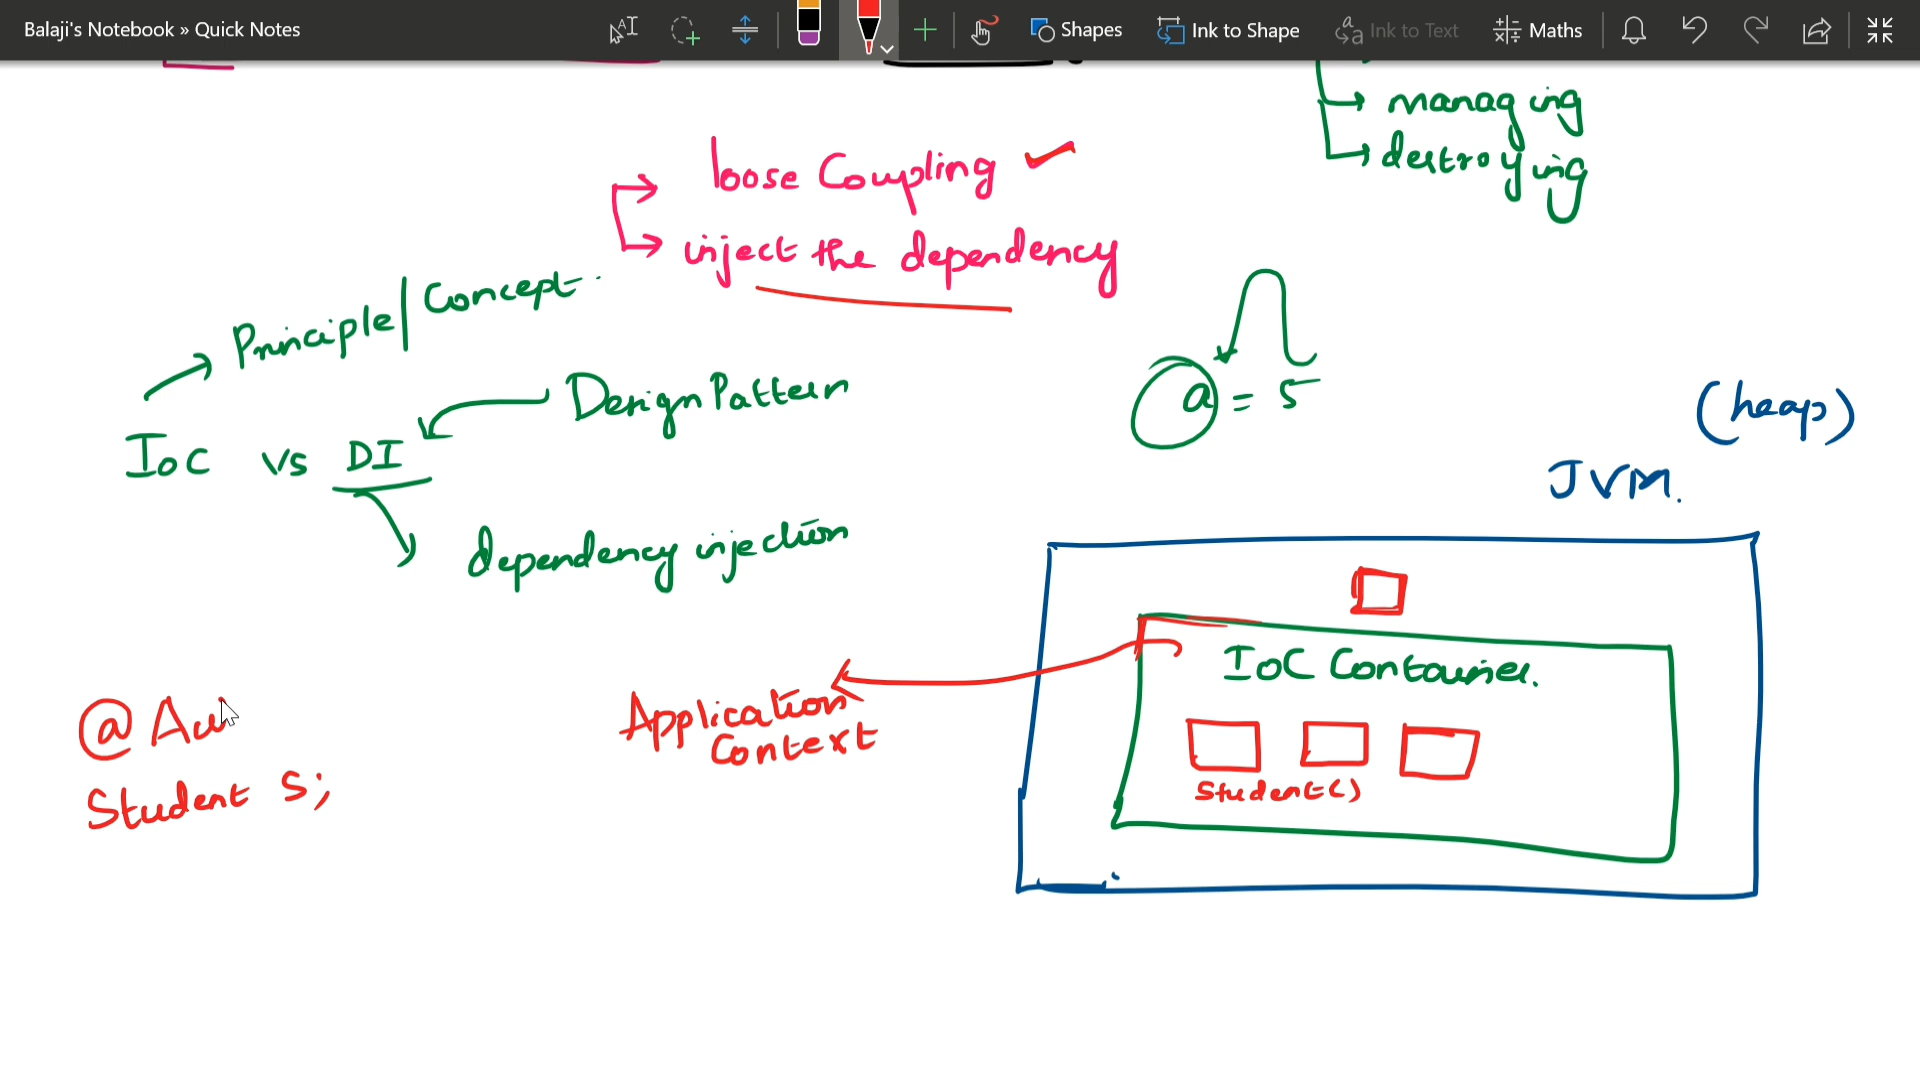 Balaji's Notebook » Quick Notes
Shapes
Ink to Shape
Ink to Text
Maths
managing
destroying
loose Coupling
inject the dependency
Principle/Concept
Design Pattern
a = 5
(heap)
IoC vs DI
JVM.
dependency injection
IoC Container.
Application
Context
@Au
Student s;
Student()